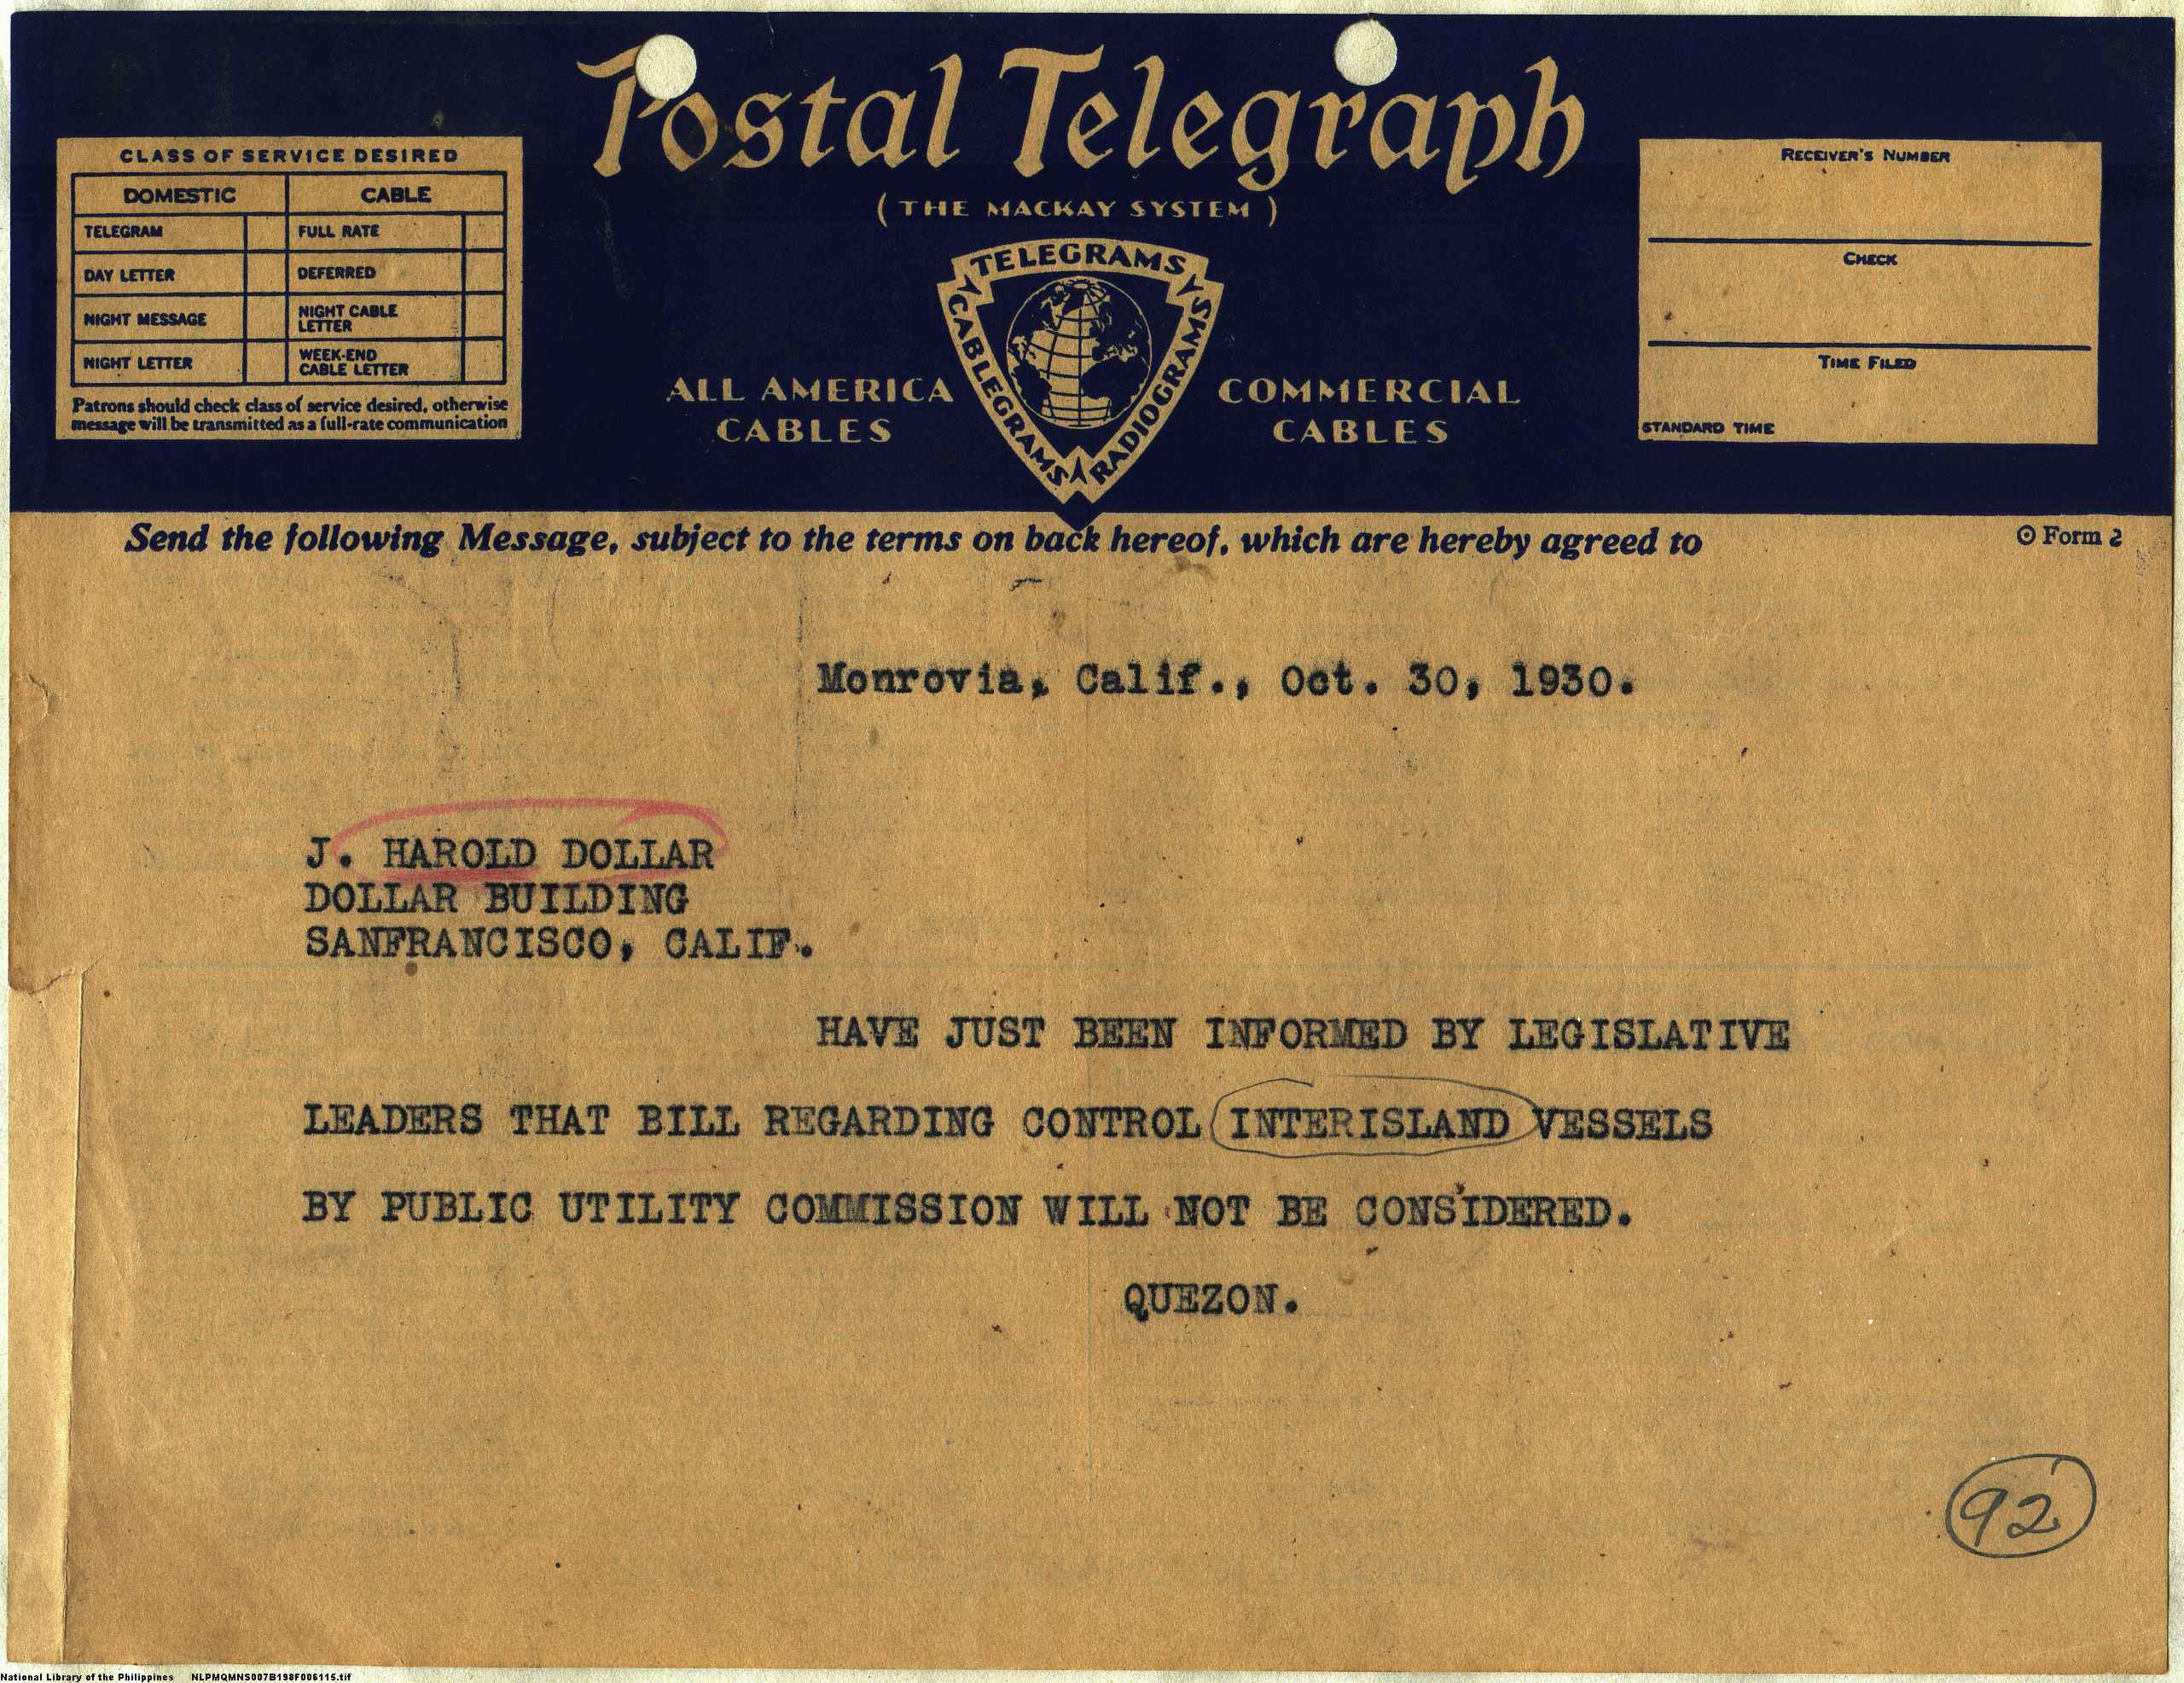 Postal Telegraph
(THE MACKAY SYSTEM)
CLASS OF SERVICE DESIRED
DOMESTIC CABLE
TELEGRAM FULL RATE
DAY LETTER DEFERRED
NIGHT MESSAGE NIGHT CABLE LETTER
NIGHT LETTER WEEK-END CABLE LETTER
Patrons should check class of service desired, otherwise
message will be transmitted as a full-rate communication
TELEGRAMS
CABLEGRAMS
RADIOGRAMS
ALL AMERICA
CABLES
COMMERCIAL
CABLES
RECEIVER'S NUMBER
CHECK
TIME FILED
STANDARD TIME
Send the following Message, subject to the terms on back hereof, which are hereby agreed to
Form 2
Monrovia, Calif., Oct. 30, 1930.
J. HAROLD DOLLAR
DOLLAR BUILDING
SANFRANCISCO, CALIF.
HAVE JUST BEEN INFORMED BY LEGISLATIVE
LEADERS THAT BILL REGARDING CONTROL INTERISLAND VESSELS
BY PUBLIC UTILITY COMMISSION WILL NOT BE CONSIDERED.
QUEZON.
92
National Library of the Philippines NLPMQMNS007B198F006115.tif